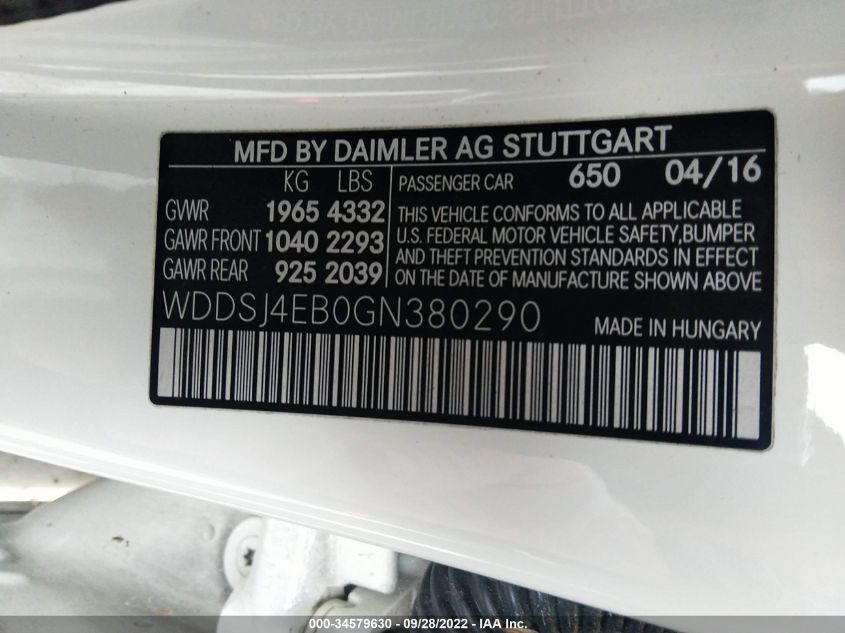 MFD BY DAIMLER AG STUTTGART
KG LBS PASSENGER CAR 650 04/16
GVWR 1965 4332
GAWR FRONT 1040 2293
GAWR REAR 925 2039
THIS VEHICLE CONFORMS TO ALL APPLICABLE
U.S. FEDERAL MOTOR VEHICLE SAFETY,BUMPER
AND THEFT PREVENTION STANDARDS IN EFFECT
ON THE DATE OF MANUFACTURE SHOWN ABOVE
WDDSJ4EB0GN380290 MADE IN HUNGARY
000-34579630 - 09/28/2022 - IAA Inc.